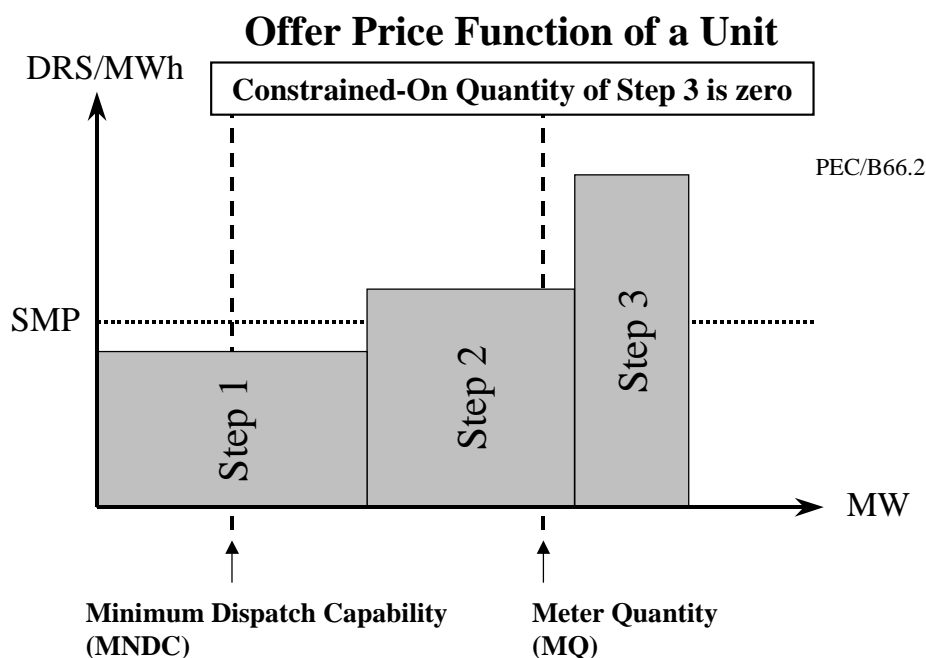 Offer Price Function of a Unit
DRS/MWh
Constrained-On Quantity of Step 3 is zero
PEC/B66.2
SMP
Step 1
Step 2
Step 3
MW
Minimum Dispatch Capability
(MNDC)
Meter Quantity
(MQ)